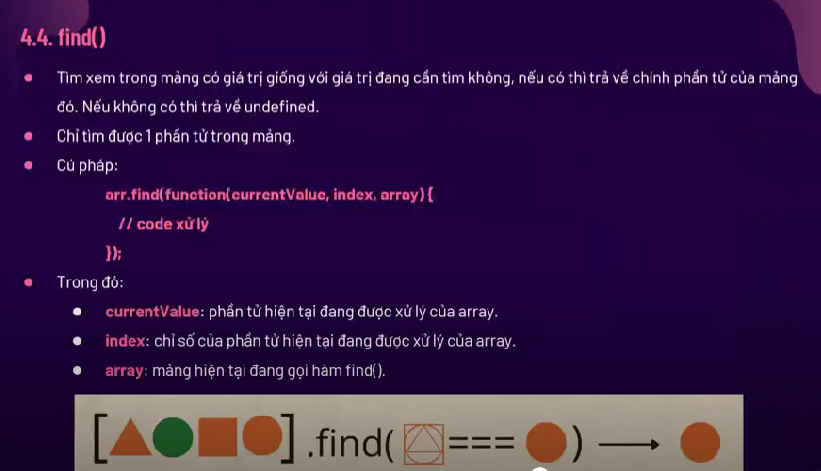 4.4. find()
Tìm xem trong mảng có giá trị giống với giá trị đang cần tìm không, nếu có thì trả về chính phần tử của mảng
đó. Nếu không có thì trả về undefined.
Chỉ tìm được 1 phần tử trong mảng.
Cú pháp:
arr.find(function(currentValue, index, array) {
// code xử lý
});
Trong đó:
currentValue: phần tử hiện tại đang được xử lý của array.
index: chỉ số của phần tử hiện tại đang được xử lý của array.
array: mảng hiện tại đang gọi hàm find().
[ ] .find( === )